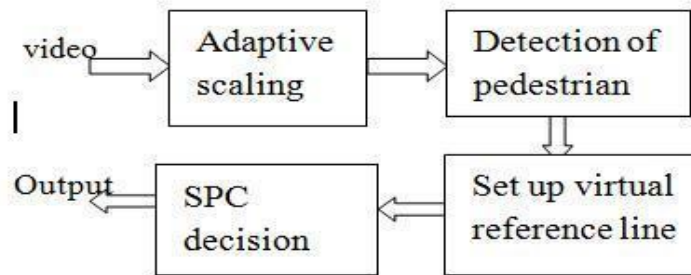 video
Adaptive
scaling
Detection of
pedestrian
Output
SPC
decision
Set up virtual
reference line